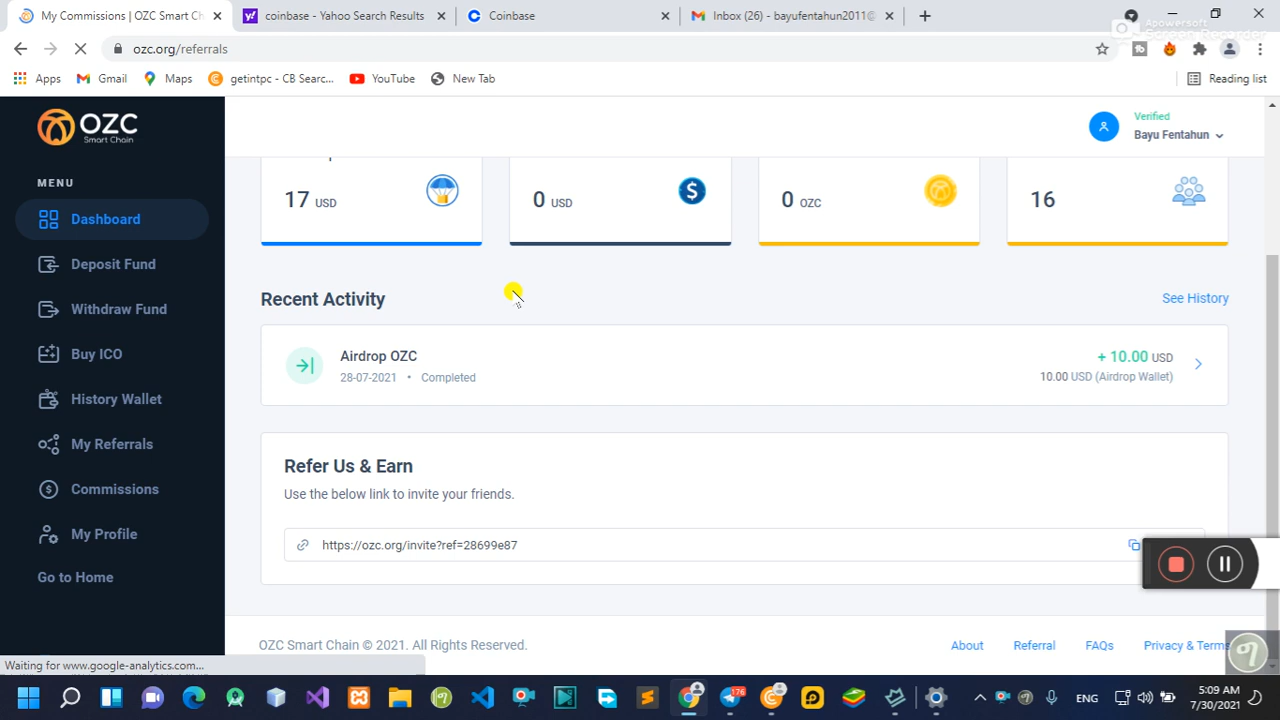 My Commissions | OZC Smart Ch
coinbase - Yahoo Search Results
Coinbase
Inbox (26) - bayufentahun2011@
Apowersoft
Screen Recorder
ozc.org/referrals
Apps
Gmail
Maps
getintpc - CB Searc...
YouTube
New Tab
Reading list
OZC
Smart Chain
Verified
Bayu Fentahun
MENU
Dashboard
Deposit Fund
Withdraw Fund
Buy ICO
History Wallet
My Referrals
Commissions
My Profile
Go to Home
17 USD
0 USD
0 OZC
16
Recent Activity
See History
Airdrop OZC
28-07-2021 • Completed
+ 10.00 USD
10.00 USD (Airdrop Wallet)
Refer Us & Earn
Use the below link to invite your friends.
https://ozc.org/invite?ref=28699e87
OZC Smart Chain © 2021. All Rights Reserved.
About
Referral
FAQs
Privacy & Terms
Waiting for www.google-analytics.com...
176
ENG
5:09 AM
7/30/2021